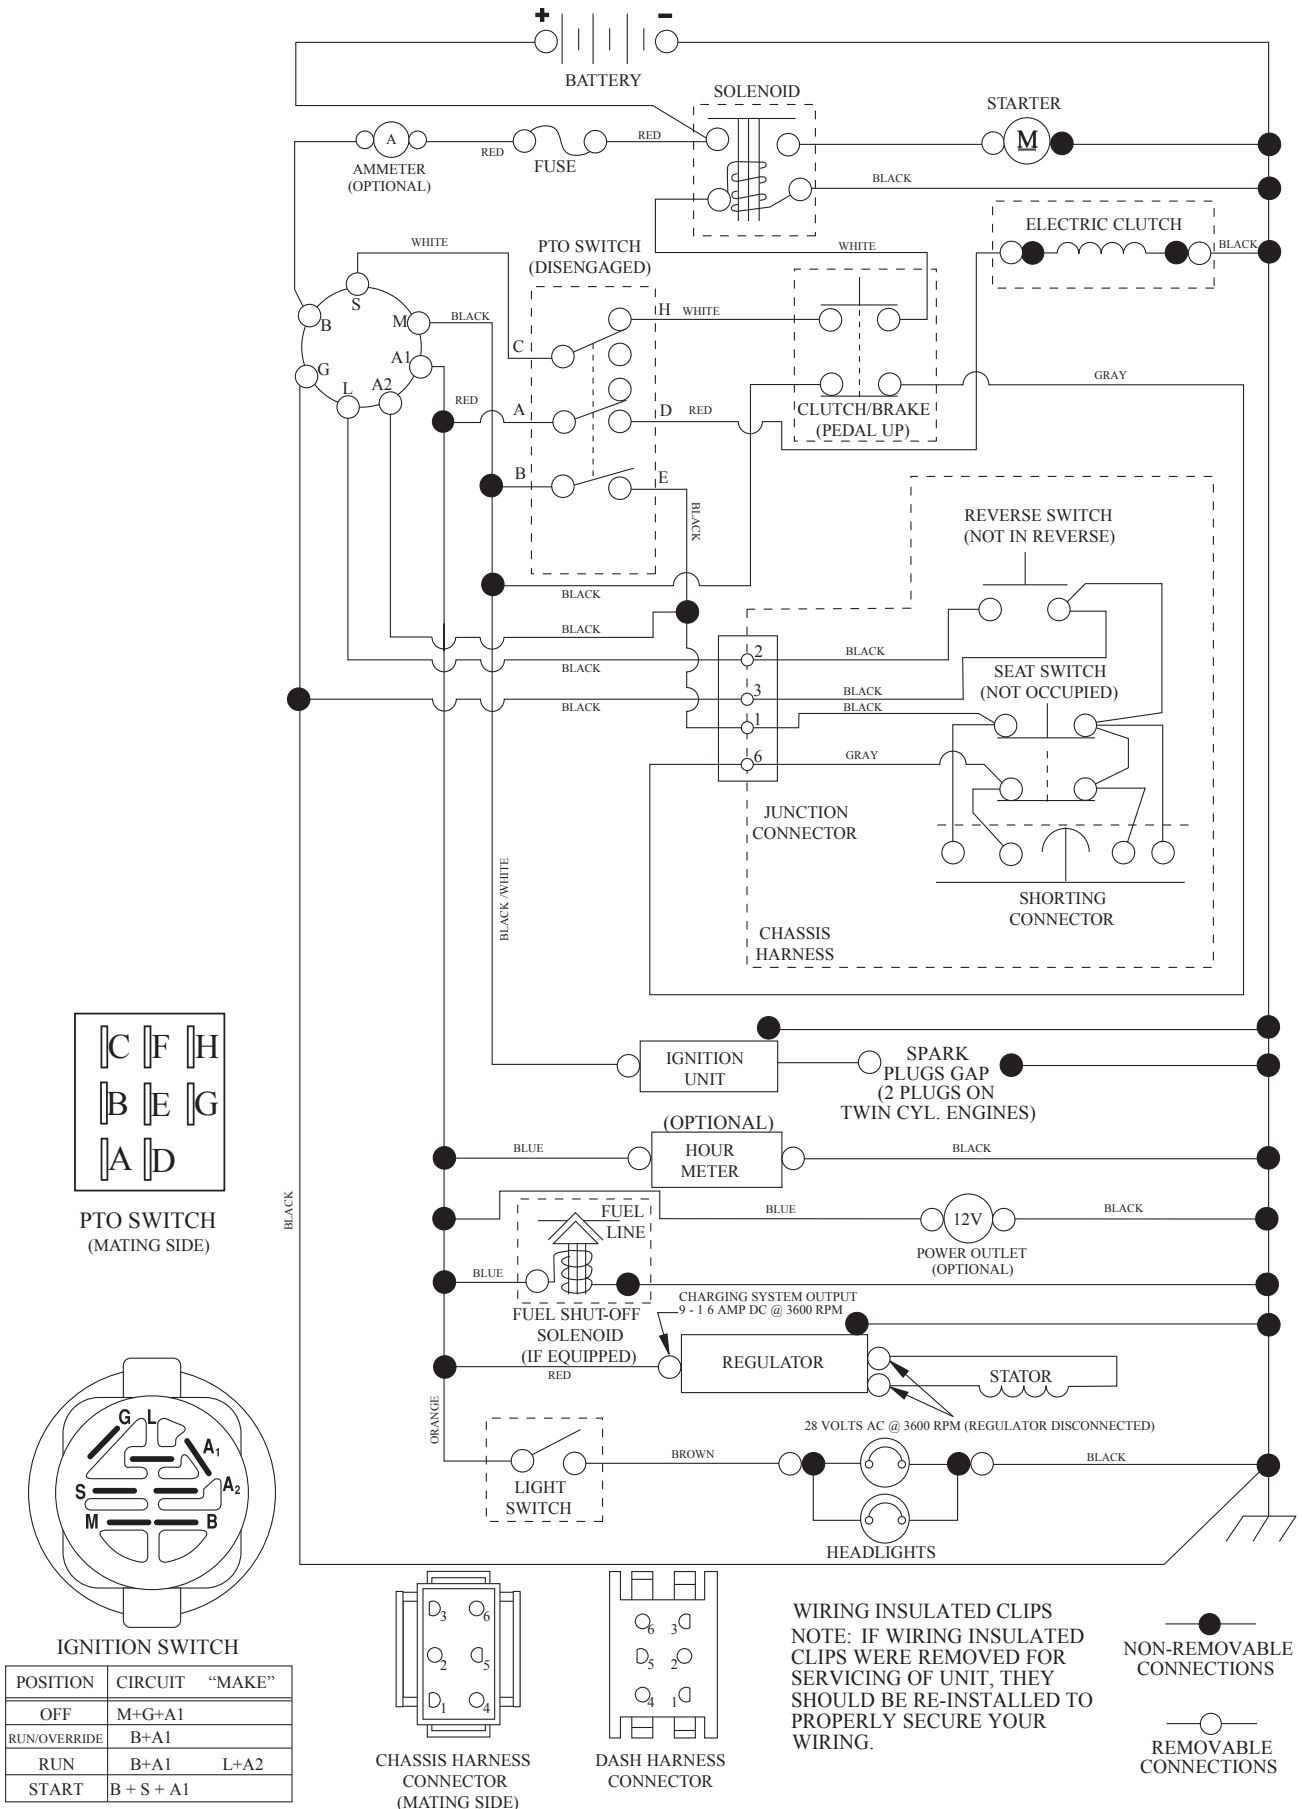 + −
BATTERY
SOLENOID
STARTER
M
A
RED
FUSE
RED
AMMETER
(OPTIONAL)
BLACK
ELECTRIC CLUTCH
BLACK
WHITE
PTO SWITCH
(DISENGAGED)
WHITE
S
B
M
BLACK
H
WHITE
C
G
A1
L
A2
RED
A
D
RED
GRAY
CLUTCH/BRAKE
(PEDAL UP)
B
E
BLACK
REVERSE SWITCH
(NOT IN REVERSE)
BLACK
BLACK
2
BLACK
BLACK
SEAT SWITCH
(NOT OCCUPIED)
3
BLACK
BLACK
BLACK
1
6
GRAY
JUNCTION
CONNECTOR
BLACK /WHITE
SHORTING
CONNECTOR
CHASSIS
HARNESS
C F H
B E G
A D
PTO SWITCH
(MATING SIDE)
BLACK
IGNITION
UNIT
SPARK
PLUGS GAP
(2 PLUGS ON
TWIN CYL. ENGINES)
(OPTIONAL)
BLUE
HOUR
METER
BLACK
FUEL
LINE
BLUE
12V
BLACK
POWER OUTLET
(OPTIONAL)
BLUE
FUEL SHUT-OFF
SOLENOID
(IF EQUIPPED)
CHARGING SYSTEM OUTPUT
9 - 1 6 AMP DC @ 3600 RPM
RED
REGULATOR
STATOR
28 VOLTS AC @ 3600 RPM (REGULATOR DISCONNECTED)
ORANGE
LIGHT
SWITCH
BROWN
BLACK
HEADLIGHTS
G L
A1
A2
S
M B
IGNITION SWITCH
POSITION CIRCUIT “MAKE”
OFF M+G+A1
RUN/OVERRIDE B+A1
RUN B+A1 L+A2
START B + S + A1
3 6
2 5
1 4
CHASSIS HARNESS
CONNECTOR
(MATING SIDE)
6 3
5 2
4 1
DASH HARNESS
CONNECTOR
WIRING INSULATED CLIPS
NOTE: IF WIRING INSULATED
CLIPS WERE REMOVED FOR
SERVICING OF UNIT, THEY
SHOULD BE RE-INSTALLED TO
PROPERLY SECURE YOUR
WIRING.
NON-REMOVABLE
CONNECTIONS
REMOVABLE
CONNECTIONS